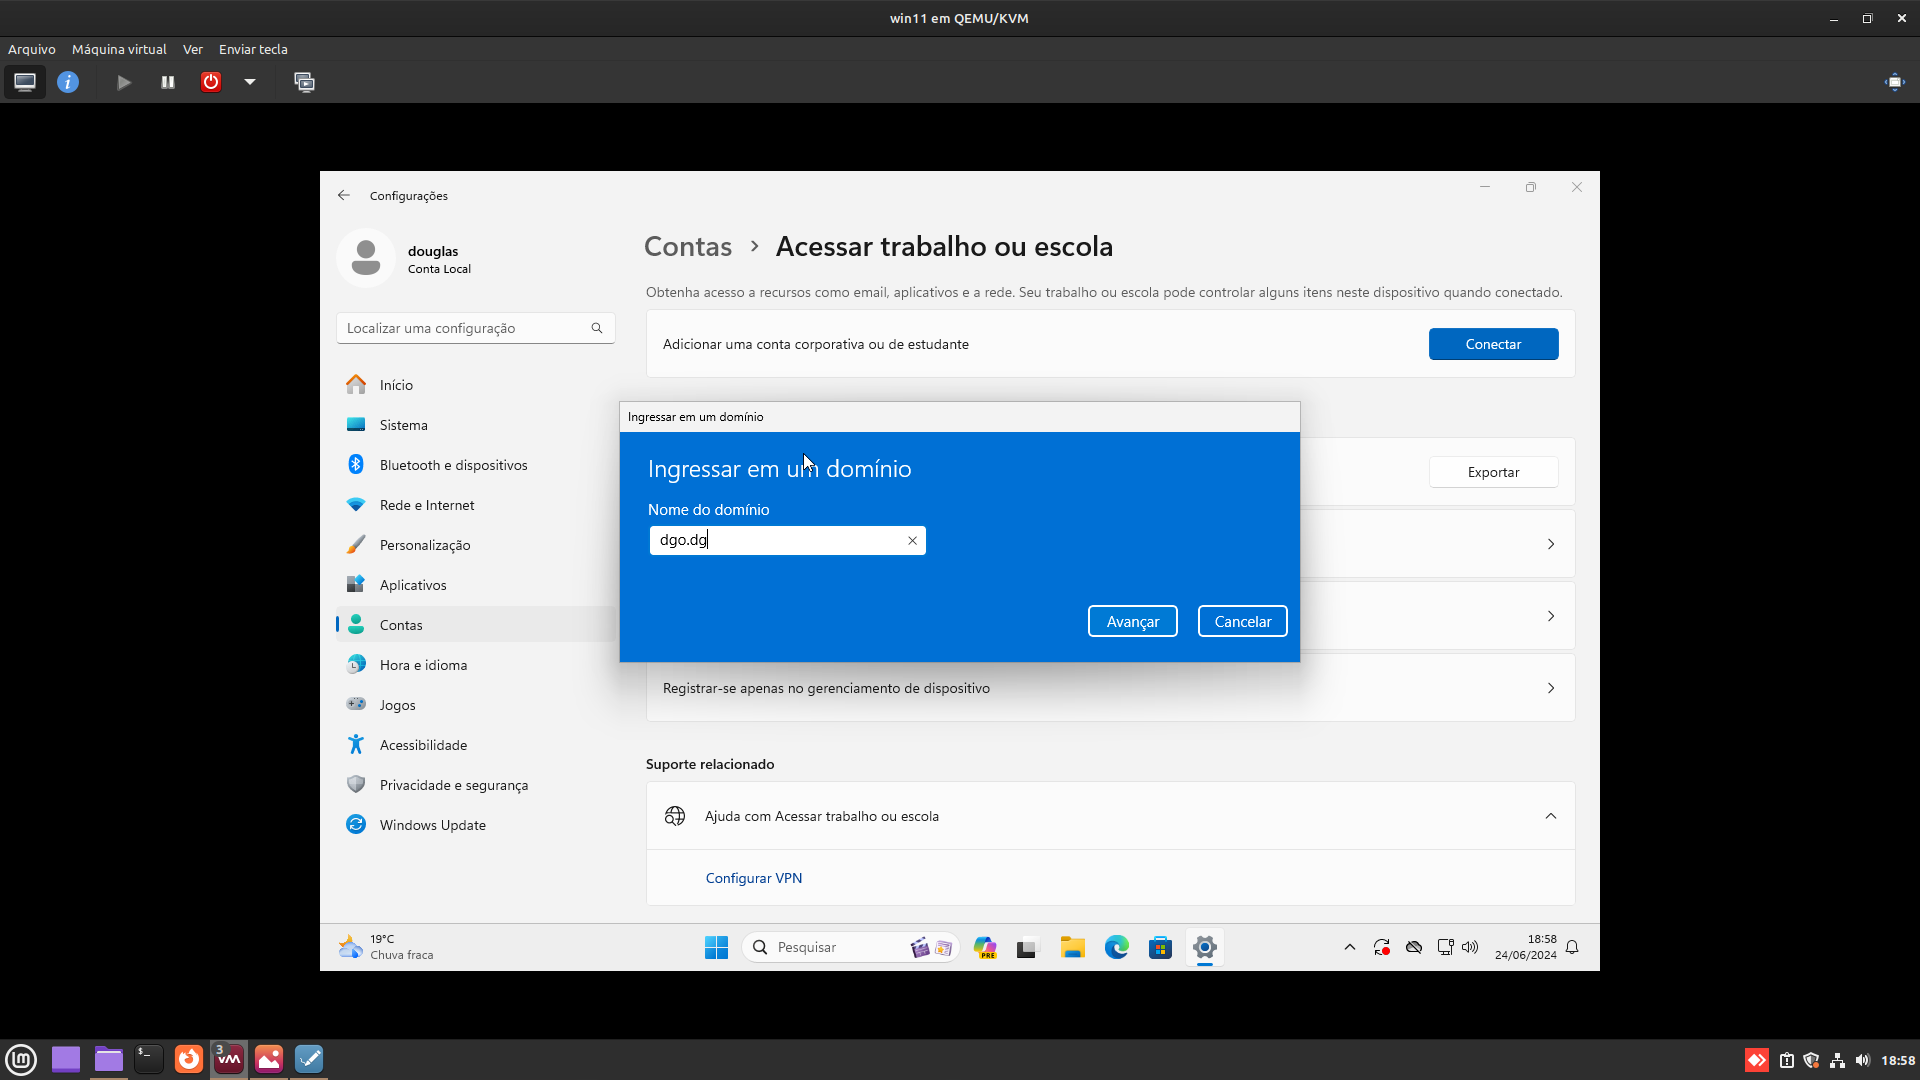 win11 em QEMU/KVM
Arquivo Máquina virtual Ver Enviar tecla
Configurações
douglas
Conta Local
Localizar uma configuração
Início
Sistema
Bluetooth e dispositivos
Rede e Internet
Personalização
Aplicativos
Contas
Hora e idioma
Jogos
Acessibilidade
Privacidade e segurança
Windows Update
Contas > Acessar trabalho ou escola
Obtenha acesso a recursos como email, aplicativos e a rede. Seu trabalho ou escola pode controlar alguns itens neste dispositivo quando conectado.
Adicionar uma conta corporativa ou de estudante
Conectar
Exportar
Ingressar em um domínio
Ingressar em um domínio
Nome do domínio
dgo.dg
Avançar Cancelar
Registrar-se apenas no gerenciamento de dispositivo
Suporte relacionado
Ajuda com Acessar trabalho ou escola
Configurar VPN
19°C
Chuva fraca
Pesquisar
PRE
18:58
24/06/2024
3
18:58